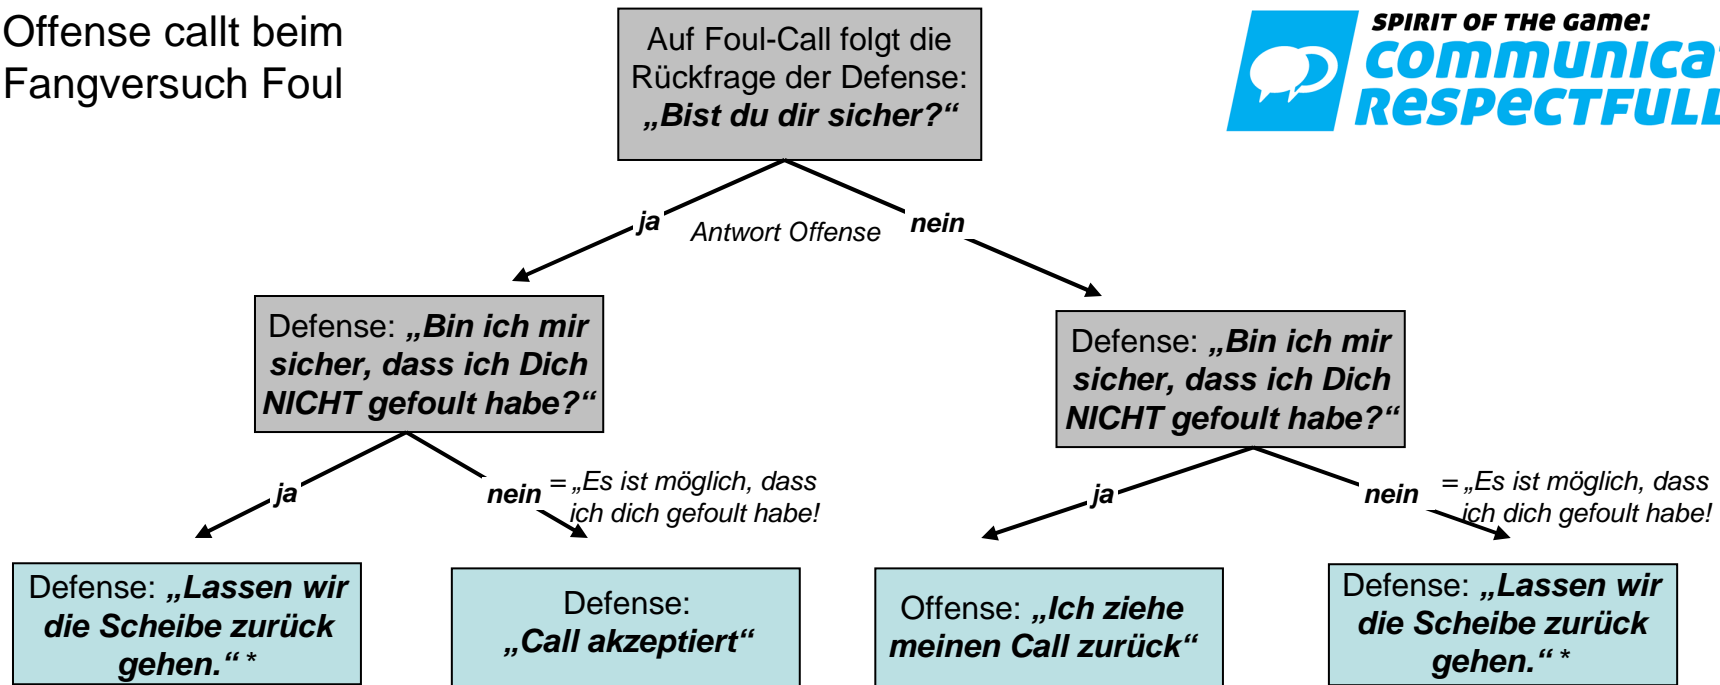 Offense callt beim
Fangversuch Foul
Auf Foul-Call folgt die
Rückfrage der Defense:
„Bist du dir sicher?“
SPIRIT OF THE GAME:
COMMUNICA
RESPECTFULL
ja
Antwort Offense
nein
Defense: „Bin ich mir
sicher, dass ich Dich
NICHT gefoult habe?“
Defense: „Bin ich mir
sicher, dass ich Dich
NICHT gefoult habe?“
ja
nein = „Es ist möglich, dass
ich dich gefoult habe!
ja
nein = „Es ist möglich, dass
ich dich gefoult habe!
Defense: „Lassen wir
die Scheibe zurück
gehen.“ *
Defense:
„Call akzeptiert“
Offense: „Ich ziehe
meinen Call zurück“
Defense: „Lassen wir
die Scheibe zurück
gehen.“ *